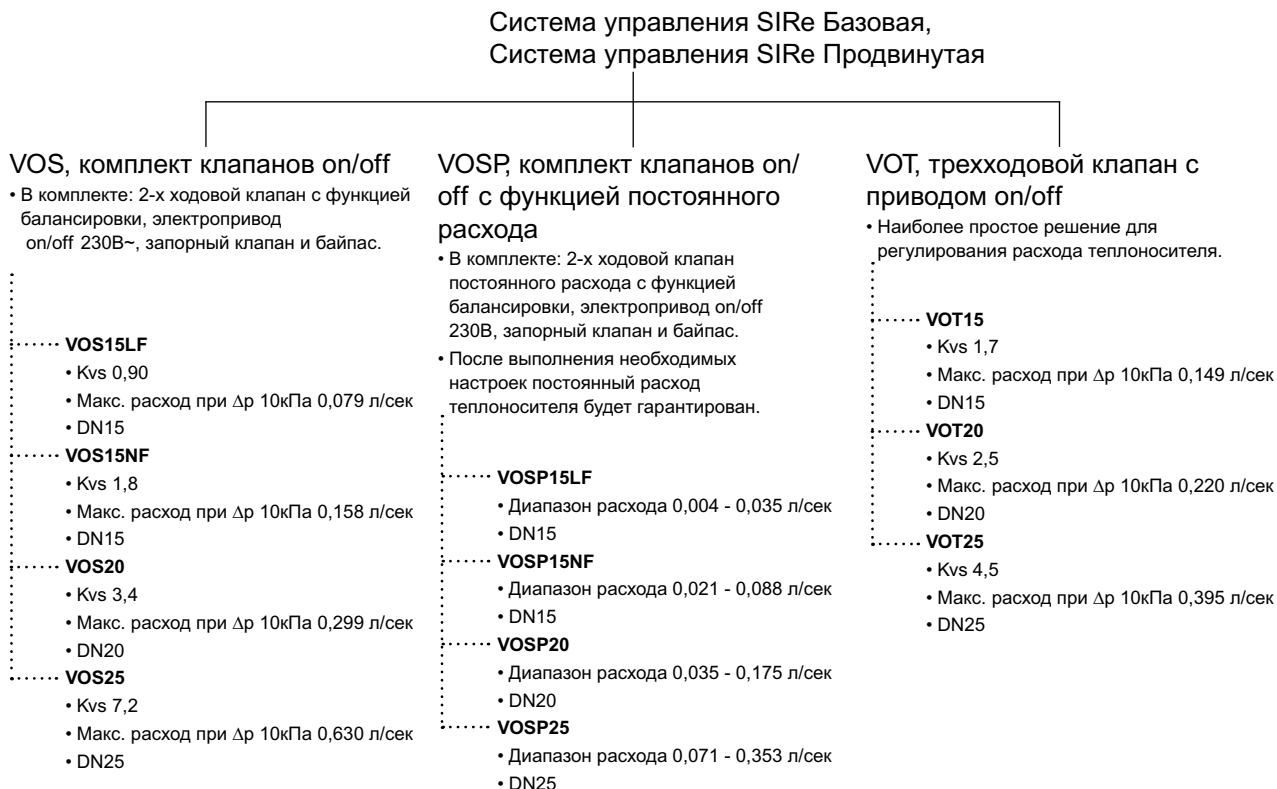 Система управления SIRe Базовая,
Система управления SIRe Продвинутая
VOS, комплект клапанов on/off
• В комплекте: 2-х ходовой клапан с функцией
балансировки, электропривод
on/off 230В~, запорный клапан и байпас.
VOS15LF
• Kvs 0,90
• Макс. расход при Δp 10кПа 0,079 л/сек
• DN15
VOS15NF
• Kvs 1,8
• Макс. расход при Δp 10кПа 0,158 л/сек
• DN15
VOS20
• Kvs 3,4
• Макс. расход при Δp 10кПа 0,299 л/сек
• DN20
VOS25
• Kvs 7,2
• Макс. расход при Δp 10кПа 0,630 л/сек
• DN25
VOSP, комплект клапанов on/
off с функцией постоянного
расхода
• В комплекте: 2-х ходовой клапан
постоянного расхода с функцией
балансировки, электропривод on/off
230В, запорный клапан и байпас.
• После выполнения необходимых
настроек постоянный расход
теплоносителя будет гарантирован.
VOSP15LF
• Диапазон расхода 0,004 - 0,035 л/сек
• DN15
VOSP15NF
• Диапазон расхода 0,021 - 0,088 л/сек
• DN15
VOSP20
• Диапазон расхода 0,035 - 0,175 л/сек
• DN20
VOSP25
• Диапазон расхода 0,071 - 0,353 л/сек
• DN25
VOT, трехходовой клапан с
приводом on/off
• Наиболее простое решение для
регулирования расхода теплоносителя.
VOT15
• Kvs 1,7
• Макс. расход при Δp 10кПа 0,149 л/сек
• DN15
VOT20
• Kvs 2,5
• Макс. расход при Δp 10кПа 0,220 л/сек
• DN20
VOT25
• Kvs 4,5
• Макс. расход при Δp 10кПа 0,395 л/сек
• DN25